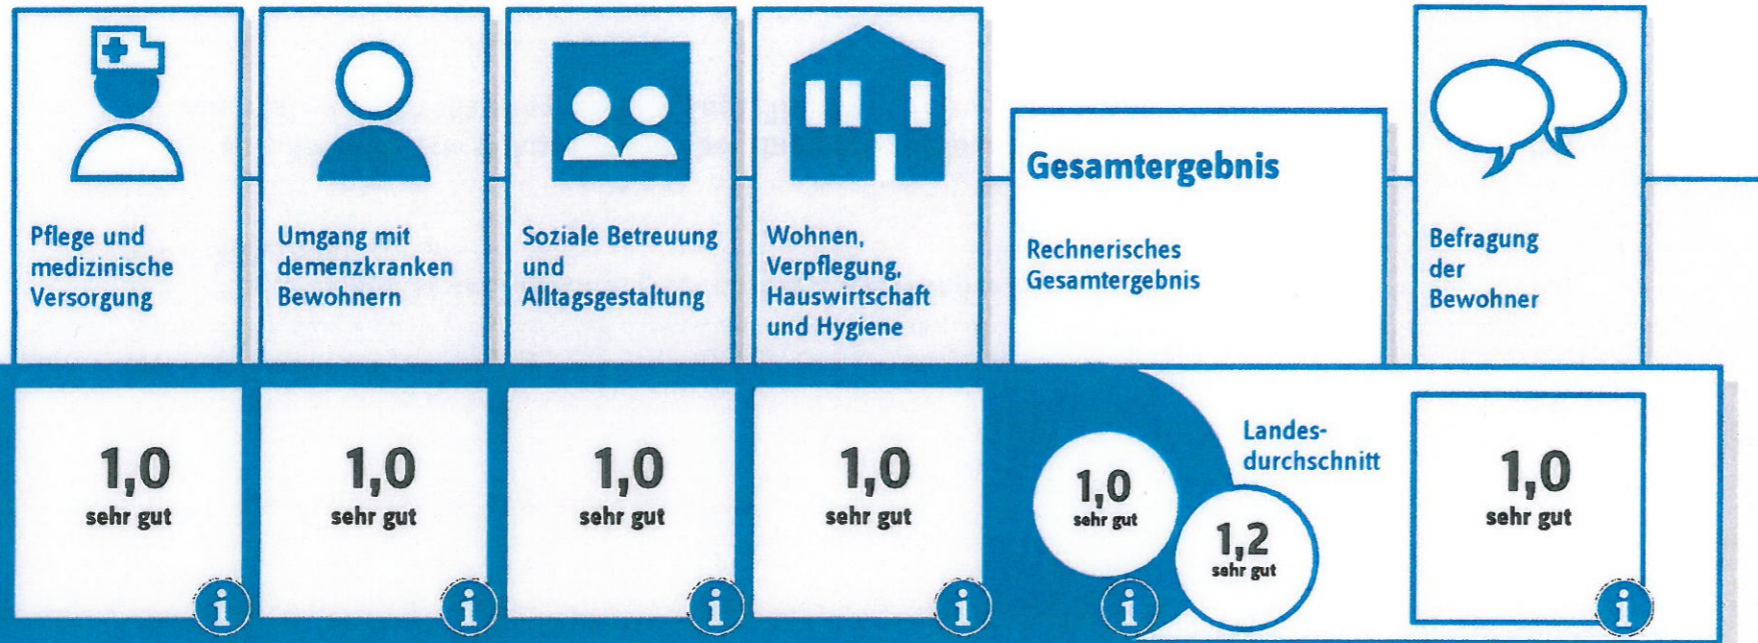 Pflege und
medizinische
Versorgung
Umgang mit
demenzkranken
Bewohnern
Soziale Betreuung
und
Alltagsgestaltung
Wohnen,
Verpflegung,
Hauswirtschaft
und Hygiene
Gesamtergebnis
Rechnerisches
Gesamtergebnis
Befragung
der
Bewohner
1,0
sehr gut
i
1,0
sehr gut
i
1,0
sehr gut
i
1,0
sehr gut
i
1,0
sehr gut
i
Landes-
durchschnitt
1,2
sehr gut
1,0
sehr gut
i